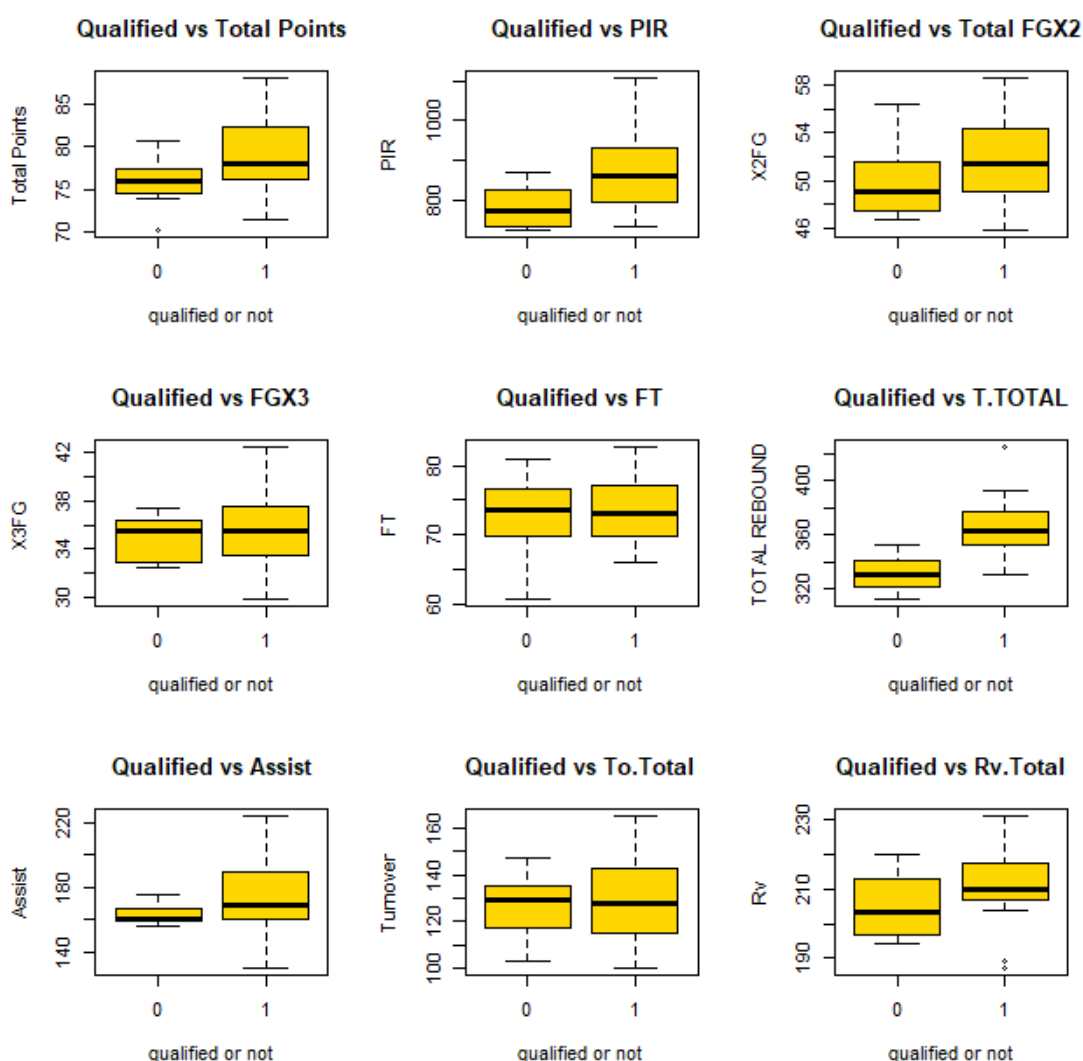 Qualified vs Total Points
Total Points
85
80
75
70
0 1
qualified or not
Qualified vs PIR
PIR
1000
800
0 1
qualified or not
Qualified vs Total FGX2
X2FG
58
54
50
46
0 1
qualified or not
Qualified vs FGX3
X3FG
42
38
34
30
0 1
qualified or not
Qualified vs FT
FT
80
70
60
0 1
qualified or not
Qualified vs T.TOTAL
TOTAL REBOUND
400
360
320
0 1
qualified or not
Qualified vs Assist
Assist
220
180
140
0 1
qualified or not
Qualified vs To.Total
Turnover
160
140
120
100
0 1
qualified or not
Qualified vs Rv.Total
Rv
230
210
190
0 1
qualified or not